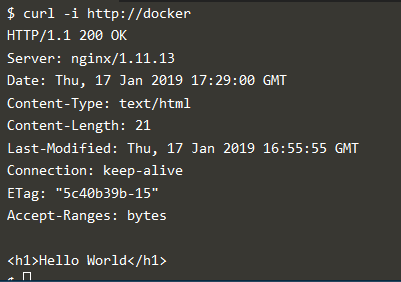 $ curl -i http://docker
HTTP/1.1 200 OK
Server: nginx/1.11.13
Date: Thu, 17 Jan 2019 17:29:00 GMT
Content-Type: text/html
Content-Length: 21
Last-Modified: Thu, 17 Jan 2019 16:55:55 GMT
Connection: keep-alive
ETag: "5c40b39b-15"
Accept-Ranges: bytes

<h1>Hello World</h1>
$